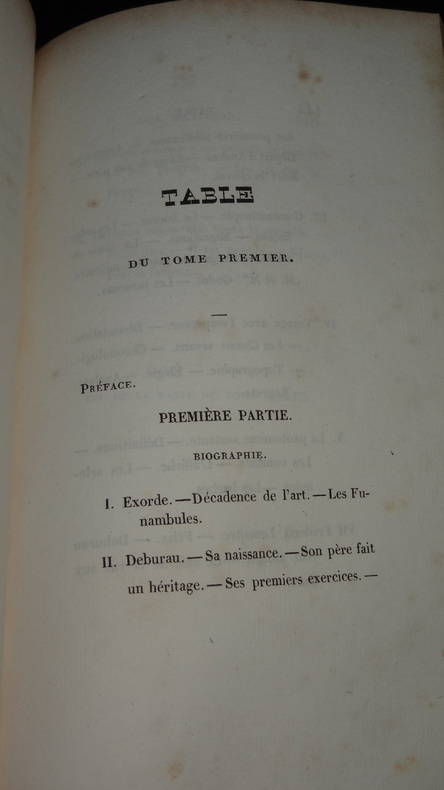 TABLE
DU TOME PREMIER.
PRÉFACE.
PREMIÈRE PARTIE.
BIOGRAPHIE.
I. Exorde. — Décadence de l'art. — Les Fu-
nambules.
II. Deburau. — Sa naissance. — Son père fait
un héritage. — Ses premiers exercices. —